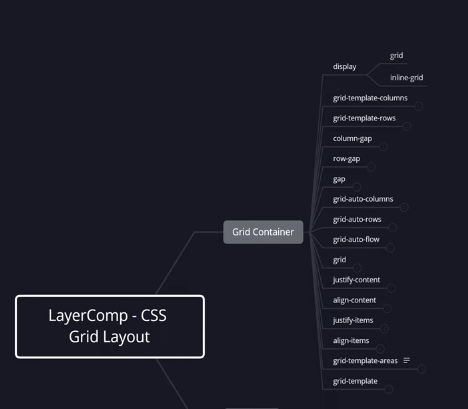 grid
display
inline-grid
grid-template-columns
grid-template-rows
column-gap
row-gap
gap
grid-auto-columns
grid-auto-rows
Grid Container
grid-auto-flow
grid
justify-content
align-content
LayerComp - CSS
Grid Layout
justify-items
align-items
grid-template-areas
grid-template